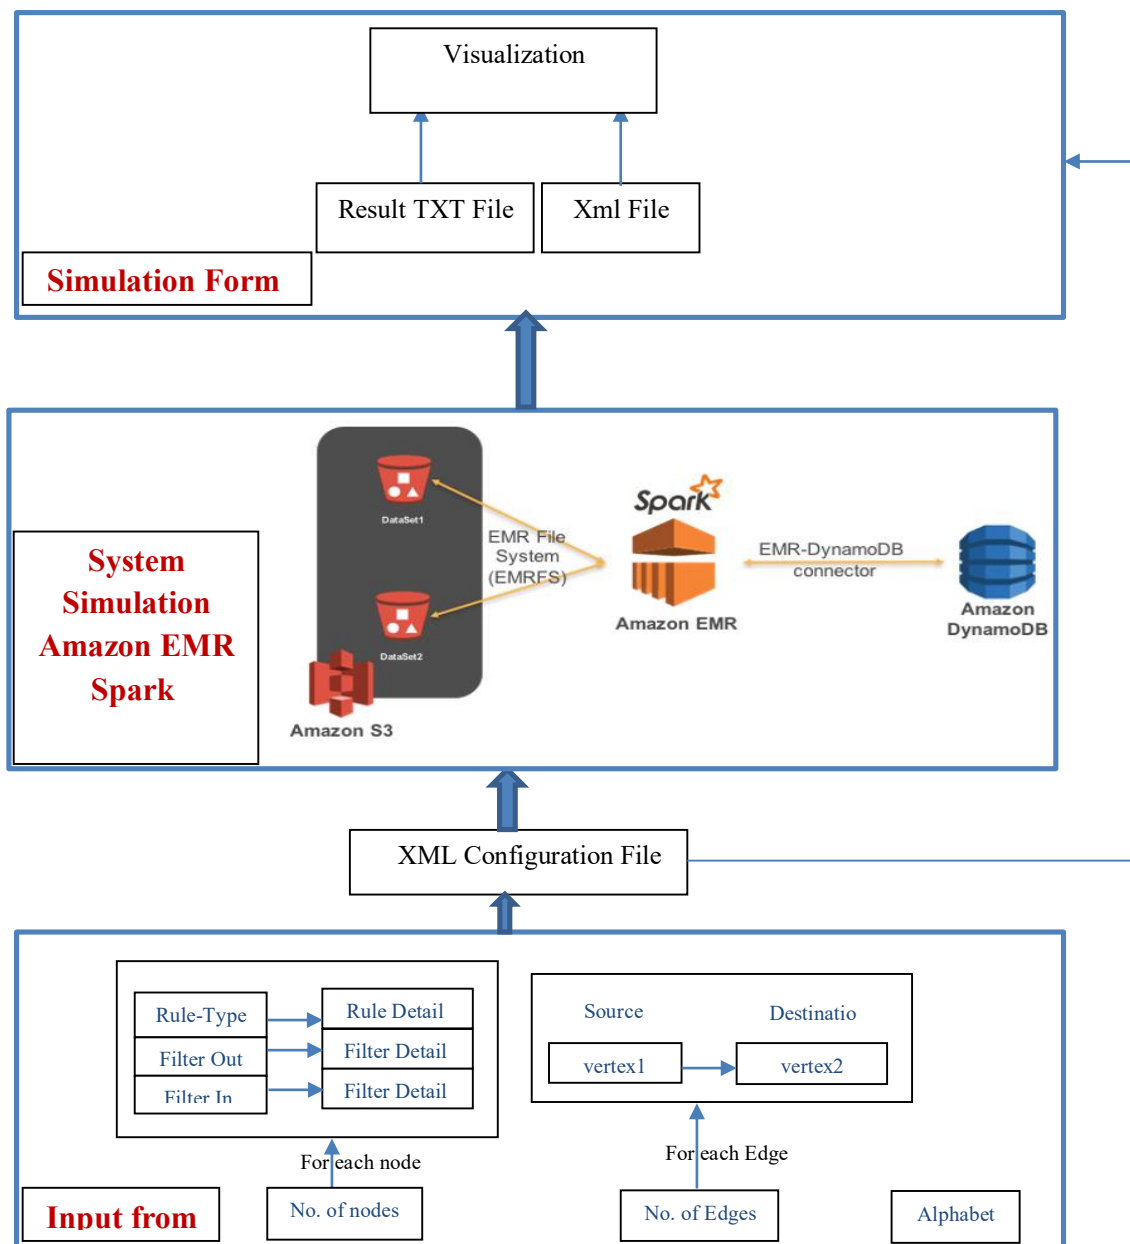 Visualization
Result TXT File
Xml File
Simulation Form
System
Simulation
Amazon EMR
Spark
DataSet1
DataSet2
Amazon S3
EMR File
System
(EMRFS)
Spark
Amazon EMR
EMR-DynamoDB
connector
Amazon
DynamoDB
XML Configuration File
Rule-Type
Rule Detail
Filter Out
Filter Detail
Filter In
Filter Detail
Source
Destinatio
vertex1
vertex2
For each node
For each Edge
No. of nodes
No. of Edges
Alphabet
Input from